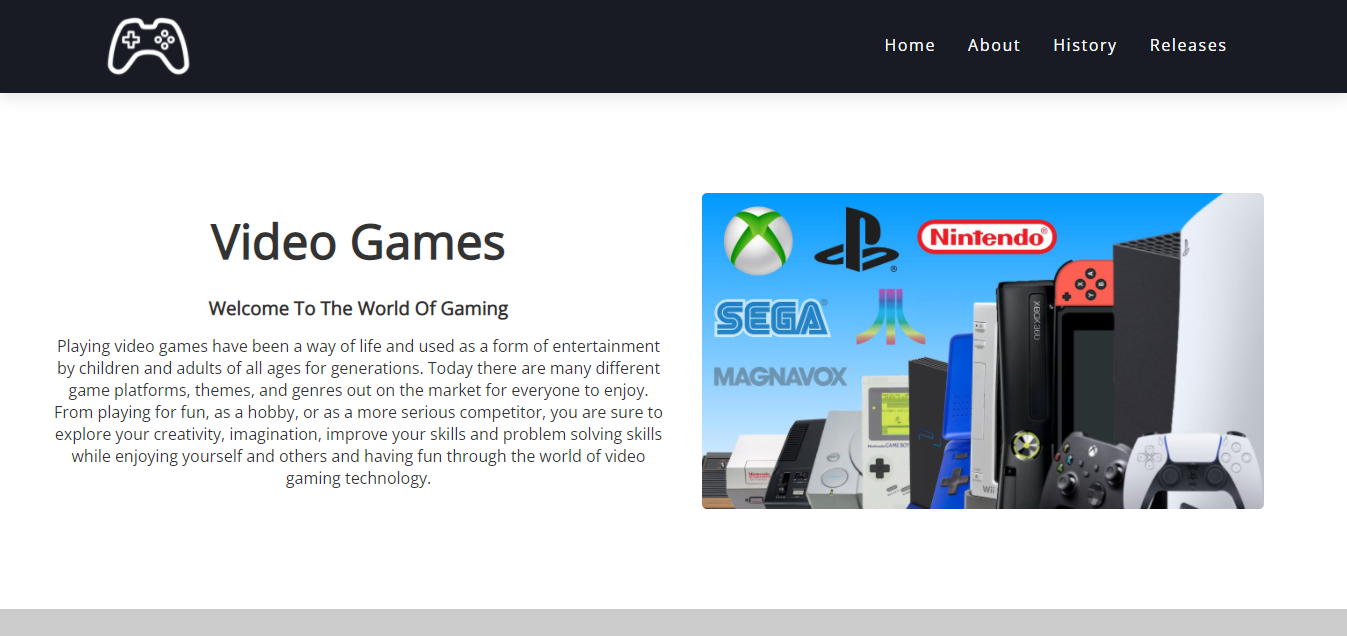 Home About History Releases
Video Games
Welcome To The World Of Gaming
Playing video games have been a way of life and used as a form of entertainment
by children and adults of all ages for generations. Today there are many different
game platforms, themes, and genres out on the market for everyone to enjoy.
From playing for fun, as a hobby, or as a more serious competitor, you are sure to
explore your creativity, imagination, improve your skills and problem solving skills
while enjoying yourself and others and having fun through the world of video
gaming technology.
Nintendo®
SEGA®
MAGNAVOX
XBOX360
Nintendo
Nintendo GAME BOY
Wii